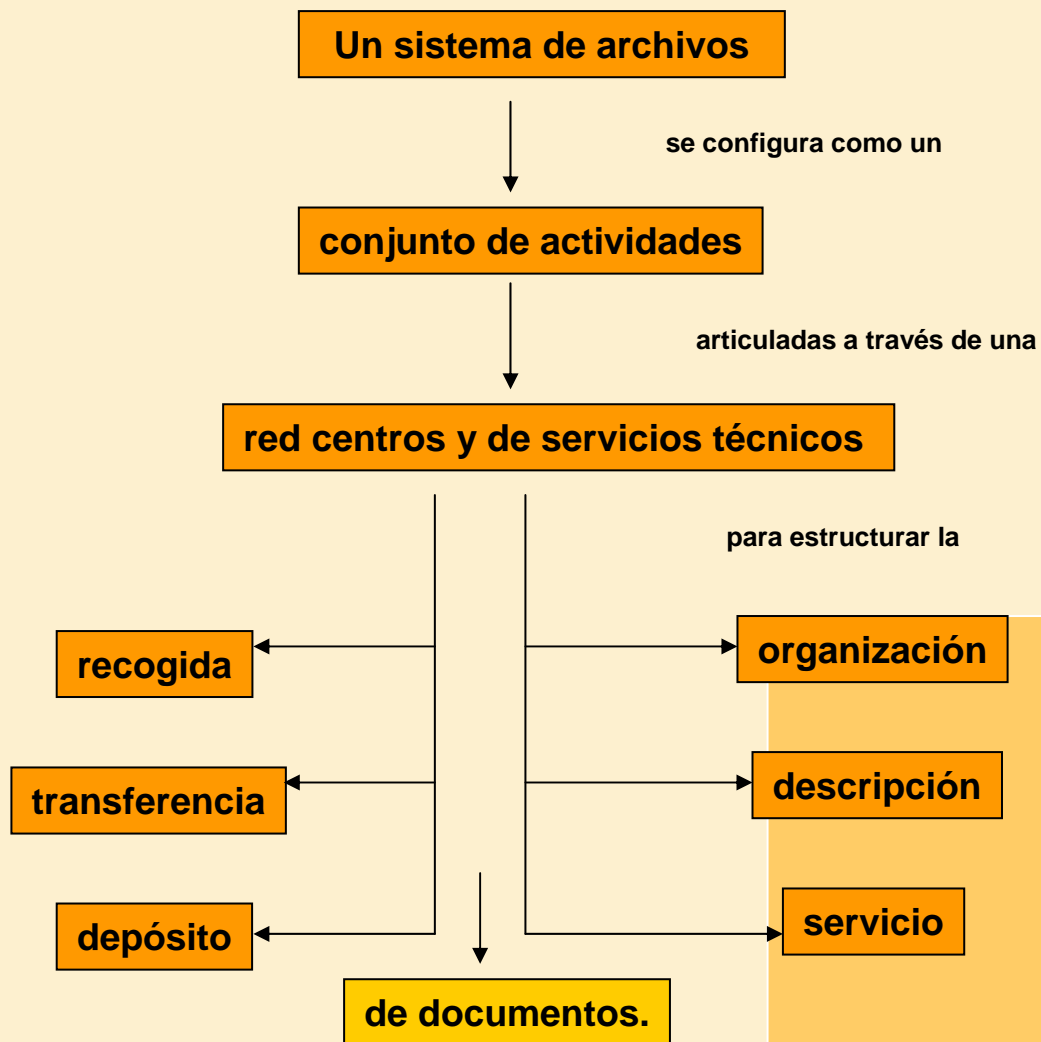 Un sistema de archivos
se configura como un
conjunto de actividades
articuladas a través de una
red centros y de servicios técnicos
para estructurar la
recogida
organización
transferencia
descripción
depósito
servicio
de documentos.